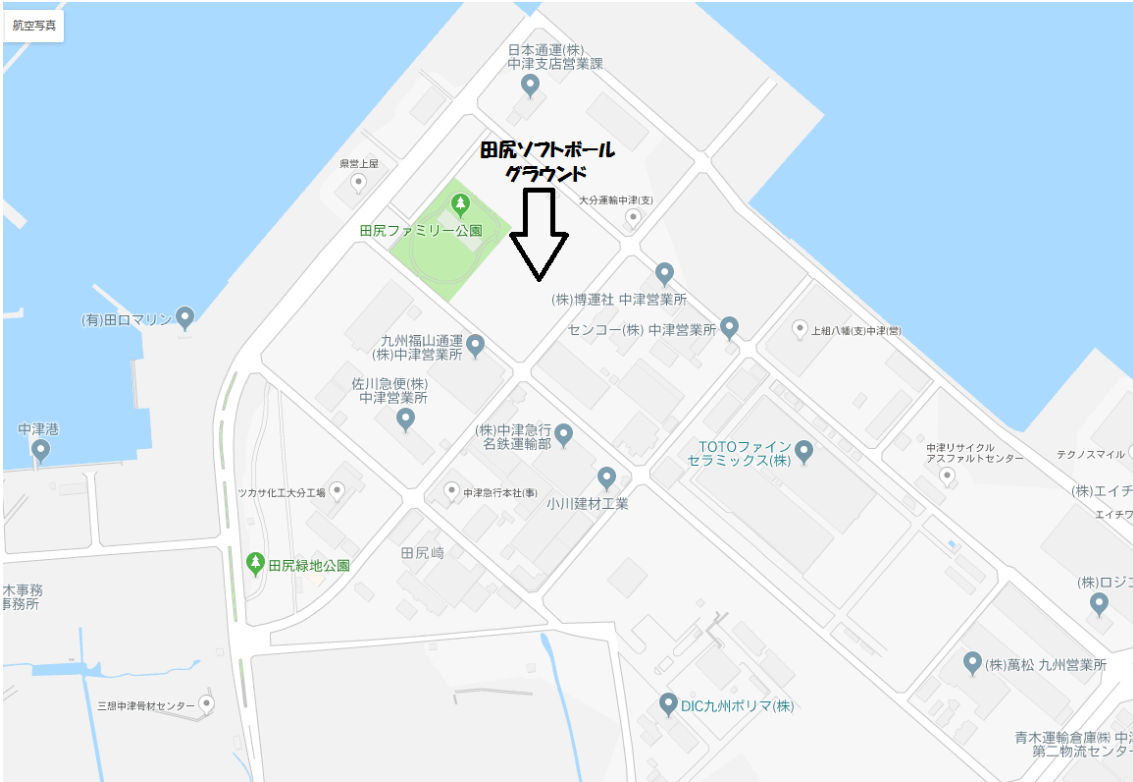 航空写真
日本通運(株)
中津支店営業課
田尻ソフトボール
グラウンド
県営上屋
大分運輸中津(支)
田尻ファミリー公園
(株)博運社 中津営業所
(有)田口マリン
センコー(株) 中津営業所
上組八幡(支)中津(営)
九州福山通運
(株)中津営業所
佐川急便(株)
中津営業所
中津港
(株)中津急行
名鉄運輸部
TOTOファイン
セラミックス(株)
中津リサイクル
アスファルトセンター
テクノスマイル
ツカサ化工大分工場
中津急行本社(事)
小川建材工業
(株)エイチ
エイチワ
田尻崎
田尻緑地公園
木事務
事務所
(株)ロジコ
(株)萬松 九州営業所
三想中津骨材センター
DIC九州ポリマ(株)
青木運輸倉庫㈱ 中津
第二物流センタ